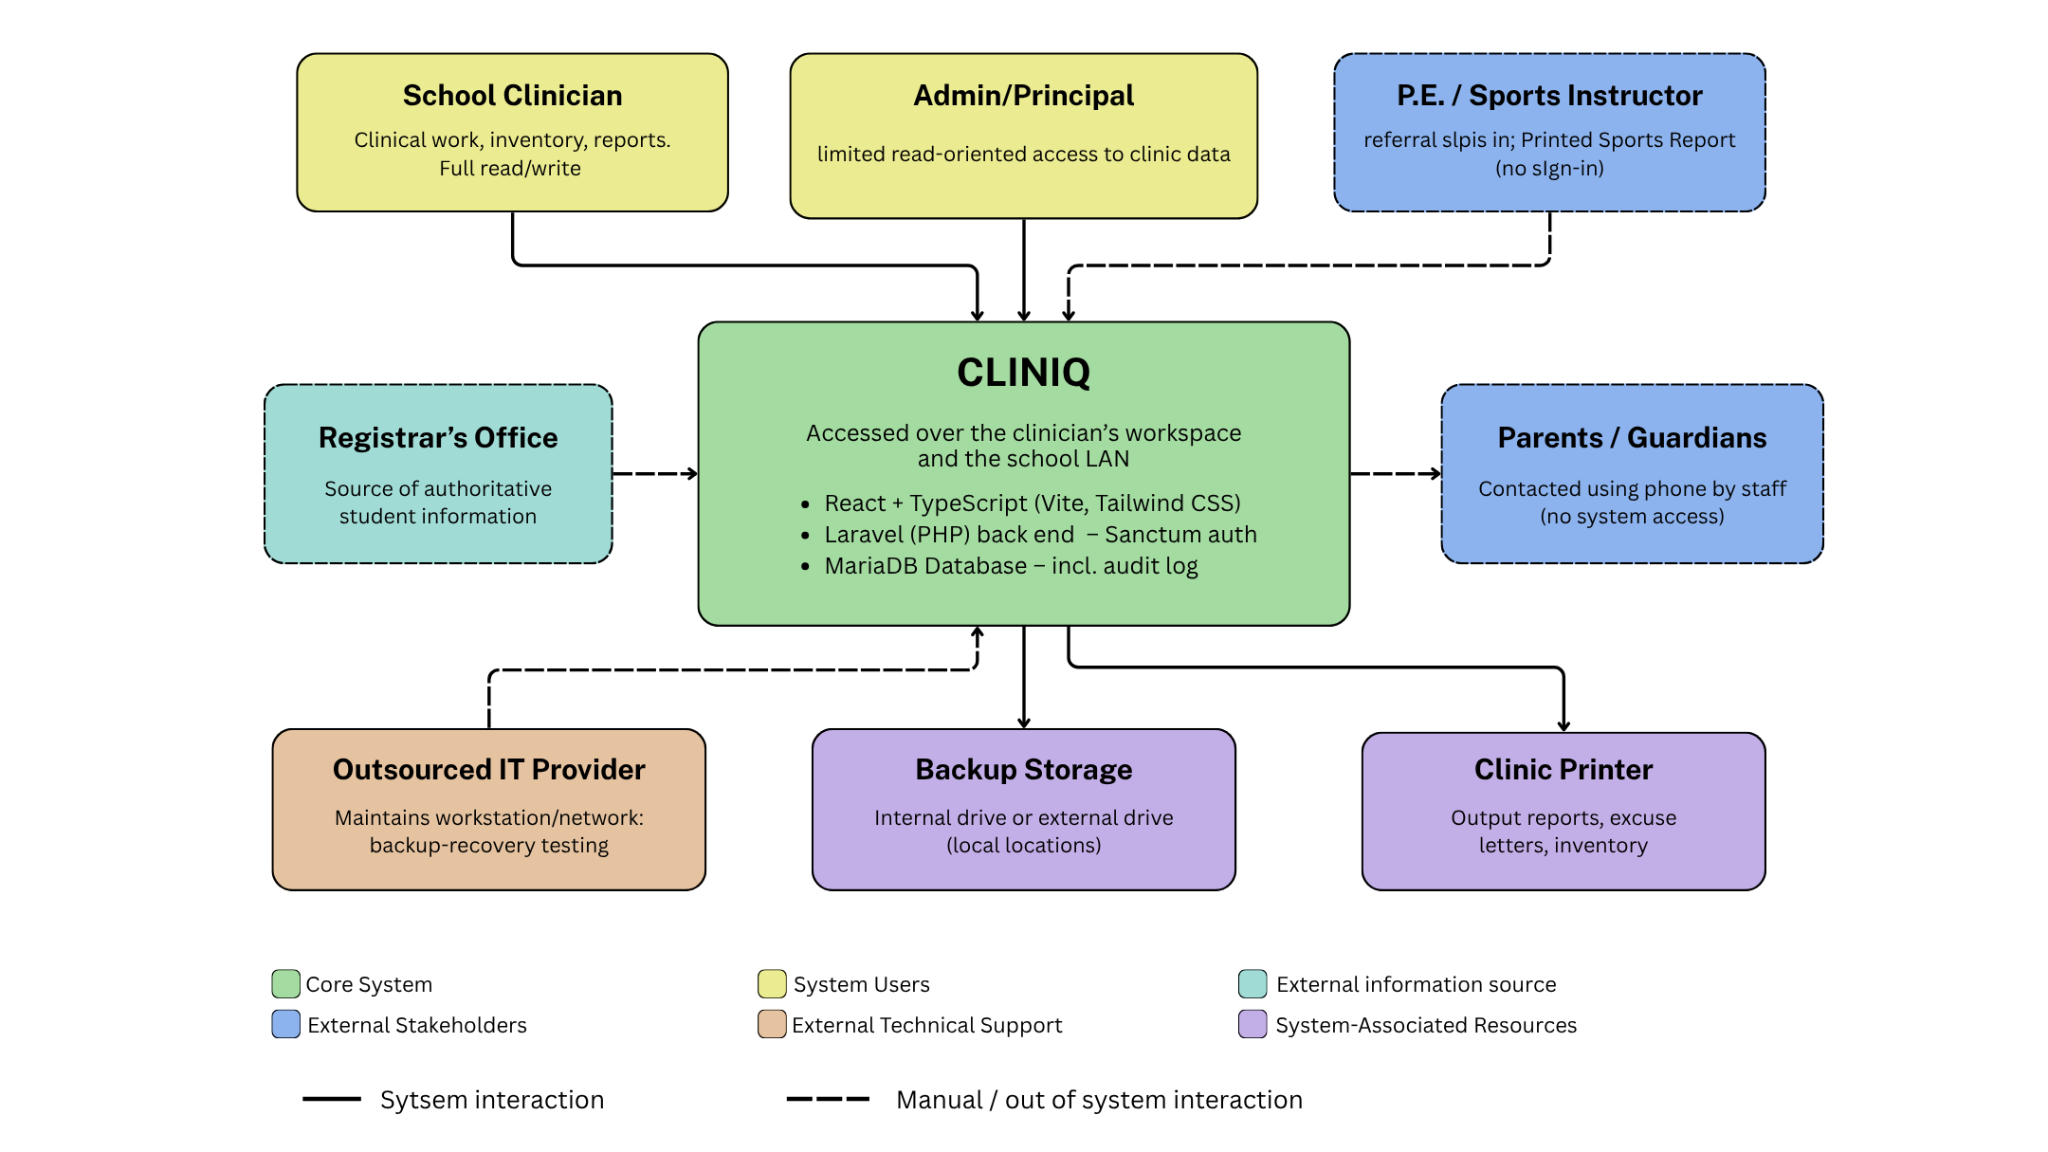 School Clinician
Clinical work, inventory, reports.
Full read/write
Admin/Principal
limited read-oriented access to clinic data
P.E. / Sports Instructor
referral slpis in; Printed Sports Report
(no sIgn-in)
CLINIQ
Accessed over the clinician's workspace
and the school LAN
• React + TypeScript (Vite, Tailwind CSS)
• Laravel (PHP) back end – Sanctum auth
• MariaDB Database – incl. audit log
Registrar's Office
Source of authoritative
student information
Parents / Guardians
Contacted using phone by staff
(no system access)
Outsourced IT Provider
Maintains workstation/network:
backup-recovery testing
Backup Storage
Internal drive or external drive
(local locations)
Clinic Printer
Output reports, excuse
letters, inventory
Core System
System Users
External information source
External Stakeholders
External Technical Support
System-Associated Resources
Sytsem interaction
Manual / out of system interaction